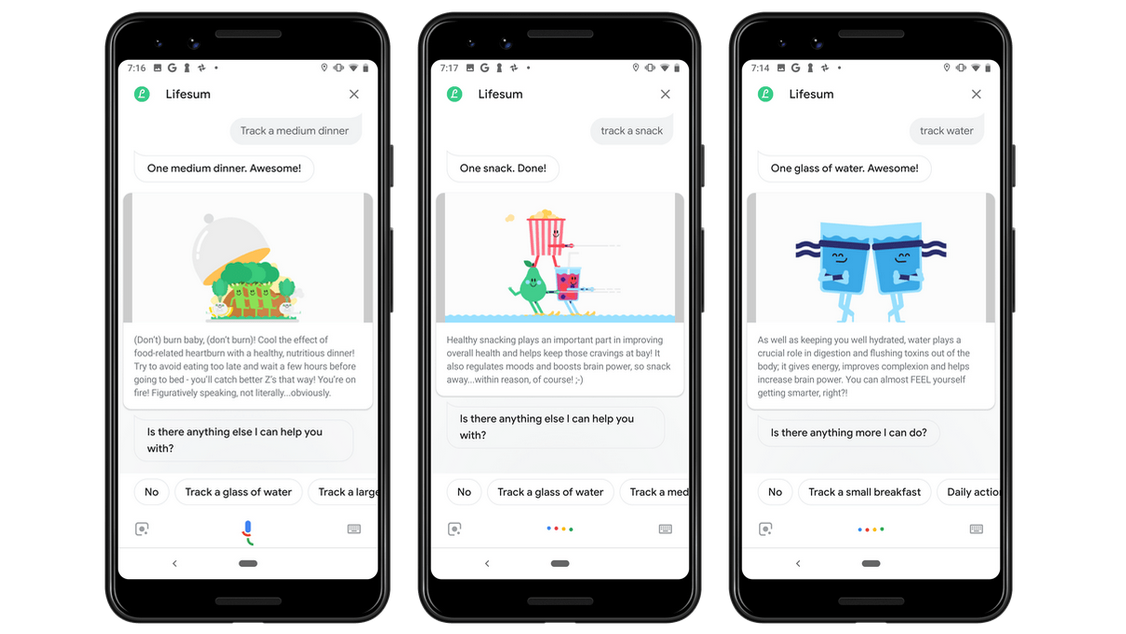 7:16
Lifesum
Track a medium dinner
One medium dinner. Awesome!
(Don't) burn baby, (don't burn)! Cool the effect of
food-related heartburn with a healthy, nutritious dinner!
Try to avoid eating too late and wait a few hours before
going to bed - you'll catch better Z's that way! You're on
fire! Figuratively speaking, not literally...obviously.
Is there anything else I can help you
with?
No
Track a glass of water
Track a large
7:17
Lifesum
track a snack
One snack. Done!
Healthy snacking plays an important part in improving
overall health and helps keep those cravings at bay! It
also regulates moods and boosts brain power, so snack
away...within reason, of course! ;-)
Is there anything else I can help you
with?
No
Track a glass of water
Track a med
7:14
Lifesum
track water
One glass of water. Awesome!
As well as keeping you well hydrated, water plays a
crucial role in digestion and flushing toxins out of the
body; it gives energy, improves complexion and helps
increase brain power. You can almost FEEL yourself
getting smarter, right?!
Is there anything more I can do?
No
Track a small breakfast
Daily actio